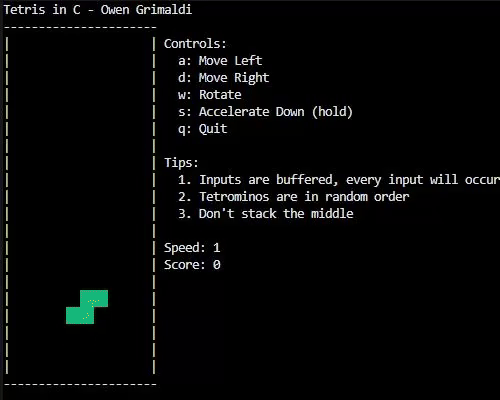 Tetris in C - Owen Grimaldi
Controls:
a: Move Left
d: Move Right
w: Rotate
s: Accelerate Down (hold)
q: Quit
Tips:
1. Inputs are buffered, every input will occur
2. Tetrominos are in random order
3. Don't stack the middle
Speed: 1
Score: 0